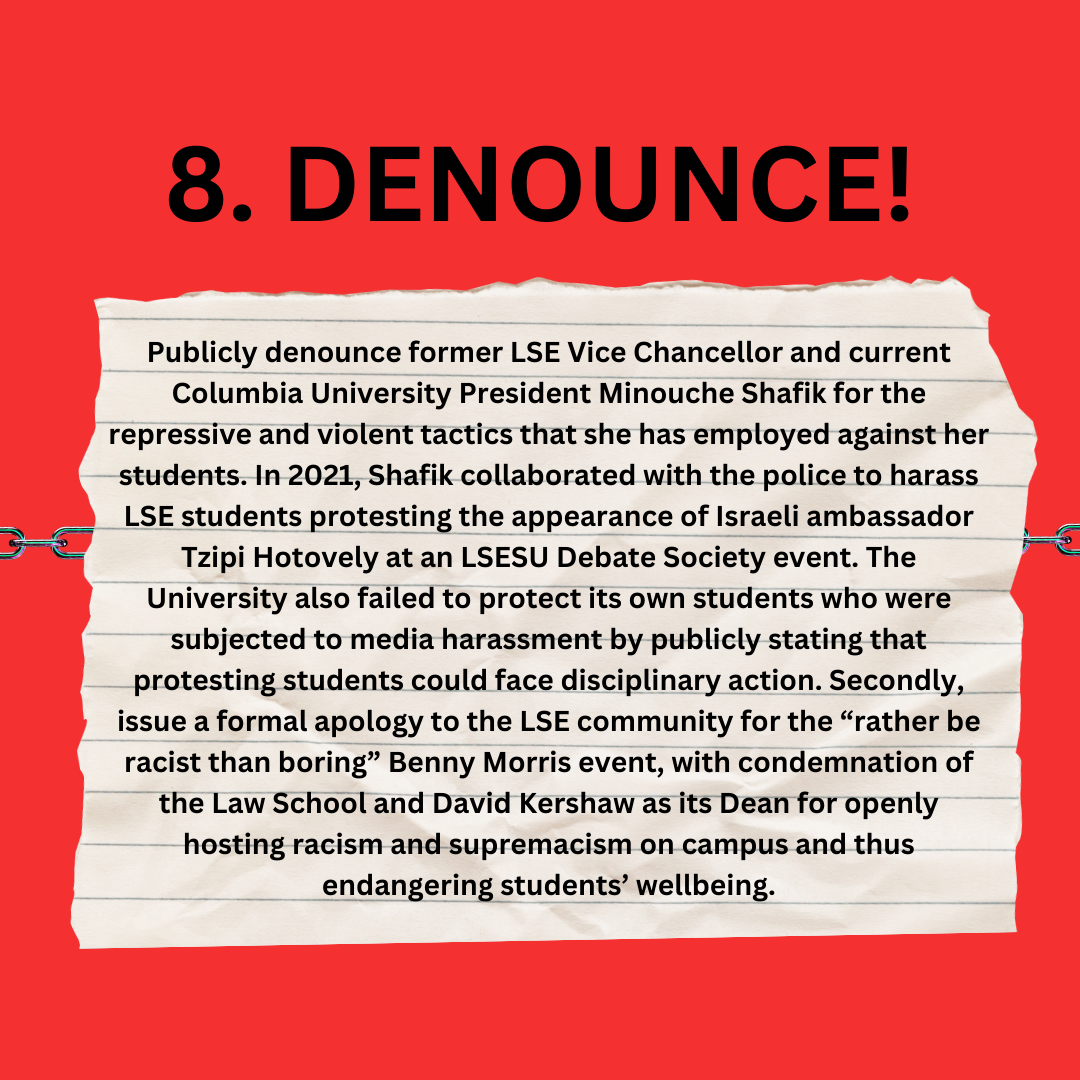 8. DENOUNCE!
Publicly denounce former LSE Vice Chancellor and current
Columbia University President Minouche Shafik for the
repressive and violent tactics that she has employed against her
students. In 2021, Shafik collaborated with the police to harass
LSE students protesting the appearance of Israeli ambassador
Tzipi Hotovely at an LSESU Debate Society event. The
University also failed to protect its own students who were
subjected to media harassment by publicly stating that
protesting students could face disciplinary action. Secondly,
issue a formal apology to the LSE community for the “rather be
racist than boring” Benny Morris event, with condemnation of
the Law School and David Kershaw as its Dean for openly
hosting racism and supremacism on campus and thus
endangering students’ wellbeing.